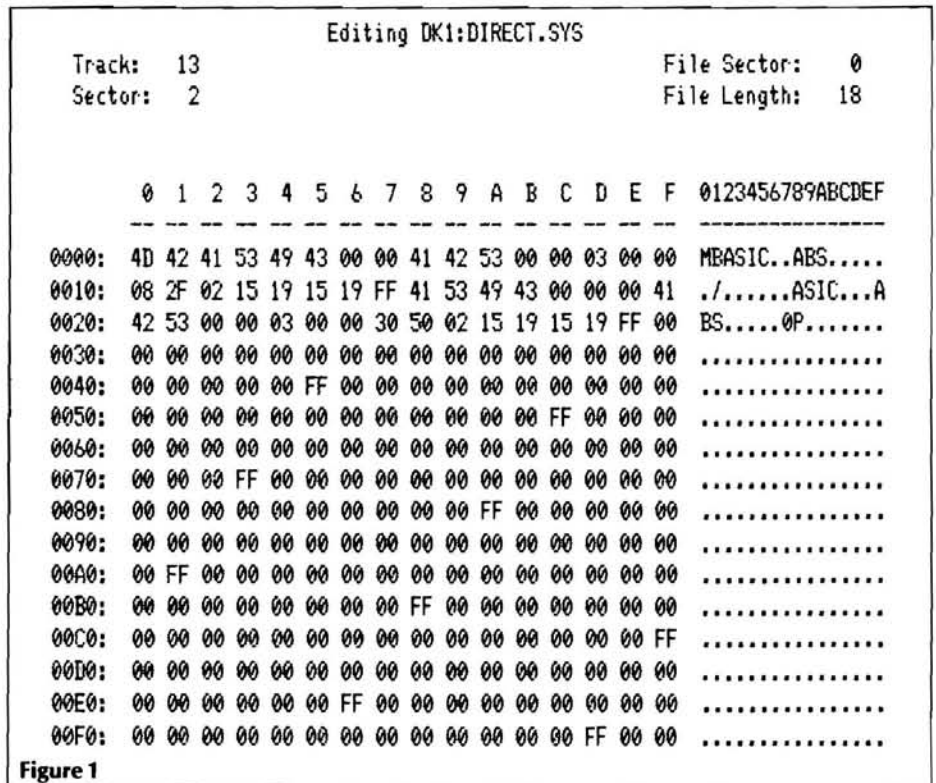 Editing DK1:DIRECT.SYS
Track: 13 File Sector: 0
Sector: 2 File Length: 18
0 1 2 3 4 5 6 7 8 9 A B C D E F 0123456789ABCDEF
-- -- -- -- -- -- -- -- -- -- -- -- -- -- -- -- ----------------
0000: 4D 42 41 53 49 43 00 00 41 42 53 00 00 03 00 00 MBASIC..ABS.....
0010: 08 2F 02 15 19 15 19 FF 41 53 49 43 00 00 00 41 ./......ASIC...A
0020: 42 53 00 00 03 00 00 30 50 02 15 19 15 19 FF 00 BS.....0P.......
0030: 00 00 00 00 00 00 00 00 00 00 00 00 00 00 00 00 ................
0040: 00 00 00 00 00 FF 00 00 00 00 00 00 00 00 00 00 ................
0050: 00 00 00 00 00 00 00 00 00 00 00 00 FF 00 00 00 ................
0060: 00 00 00 00 00 00 00 00 00 00 00 00 00 00 00 00 ................
0070: 00 00 00 FF 00 00 00 00 00 00 00 00 00 00 00 00 ................
0080: 00 00 00 00 00 00 00 00 00 00 FF 00 00 00 00 00 ................
0090: 00 00 00 00 00 00 00 00 00 00 00 00 00 00 00 00 ................
00A0: 00 FF 00 00 00 00 00 00 00 00 00 00 00 00 00 00 ................
00B0: 00 00 00 00 00 00 00 00 FF 00 00 00 00 00 00 00 ................
00C0: 00 00 00 00 00 00 00 00 00 00 00 00 00 00 00 FF ................
00D0: 00 00 00 00 00 00 00 00 00 00 00 00 00 00 00 00 ................
00E0: 00 00 00 00 00 00 FF 00 00 00 00 00 00 00 00 00 ................
00F0: 00 00 00 00 00 00 00 00 00 00 00 00 00 FF 00 00 ................
Figure 1